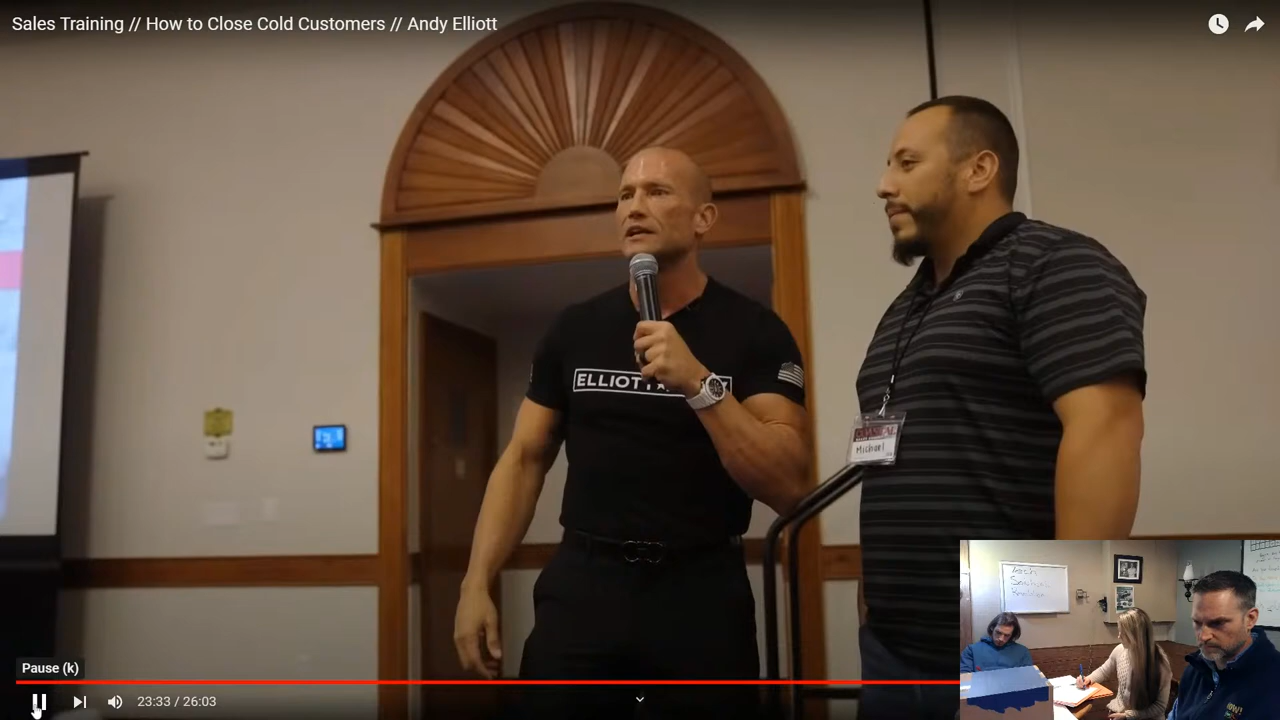 Sales Training // How to Close Cold Customers // Andy Elliott
ELLIOTT
Michael
Pause (k)
23:33 / 26:03